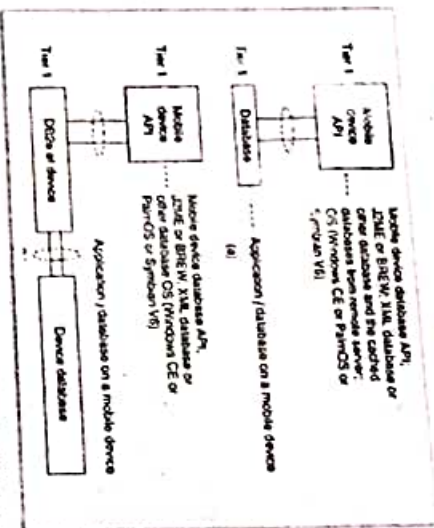 Tier 1
Mobile
device
API
Mobile device database API,
J2ME or BREW, XML database or
other database and the cached
databases from remote server;
OS (Windows CE or PalmOS or
Symbian V6)
Tier 1
Database
Application / database on a mobile device
(a)
Tier 1
Mobile
device
API
Mobile device database API,
J2ME or BREW, XML database or
other database OS (Windows CE or
PalmOS or Symbian V6)
Application / database on a mobile device
Tier 1
DB2e at device
Device database